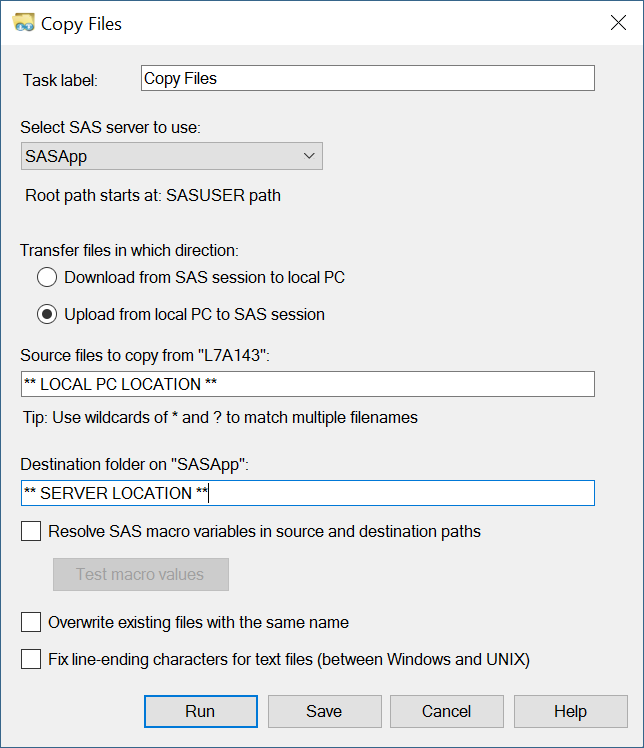 Copy Files
Task label:
Copy Files
Select SAS server to use:
SASApp
Root path starts at: SASUSER path
Transfer files in which direction:
Download from SAS session to local PC
Upload from local PC to SAS session
Source files to copy from "L7A143":
** LOCAL PC LOCATION **
Tip: Use wildcards of * and ? to match multiple filenames
Destination folder on "SASApp":
** SERVER LOCATION **
Resolve SAS macro variables in source and destination paths
Test macro values
Overwrite existing files with the same name
Fix line-ending characters for text files (between Windows and UNIX)
Run Save Cancel Help